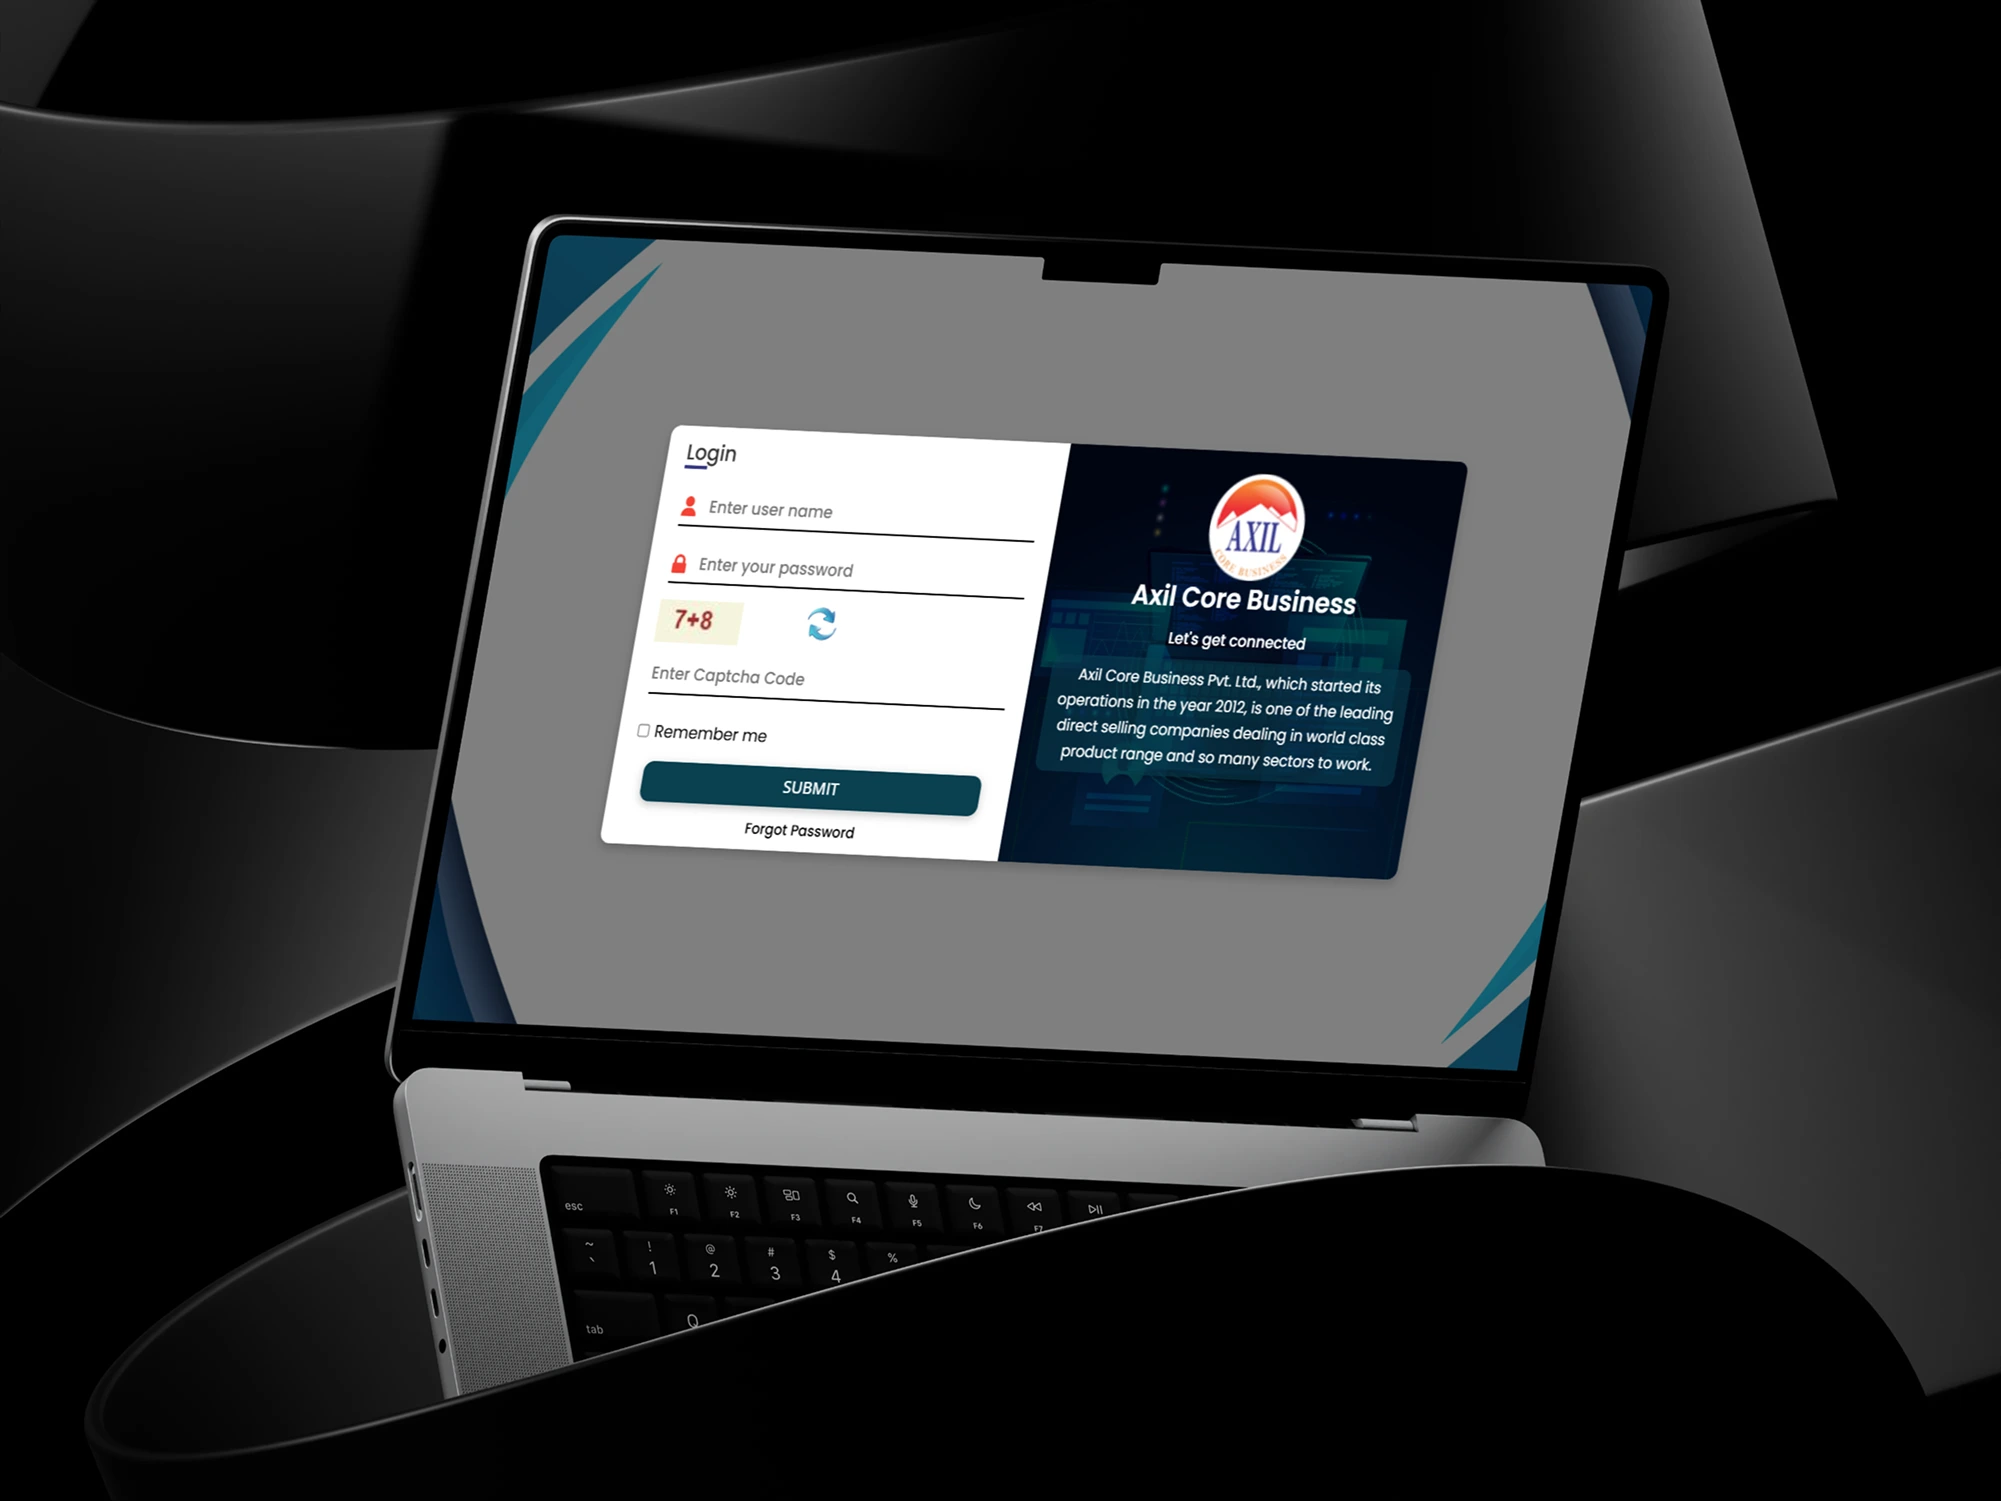 Login
Enter user name
Enter your password
7+8
Enter Captcha Code
Remember me
SUBMIT
Forgot Password
AXIL
CORE BUSINESS
Axil Core Business
Let's get connected
Axil Core Business Pvt. Ltd., which started its
operations in the year 2012, is one of the leading
direct selling companies dealing in world class
product range and so many sectors to work.
esc
F1
F2
F3
F4
F5
F6
F7
~ ! @ # $ %
` 1 2 3 4
tab Q